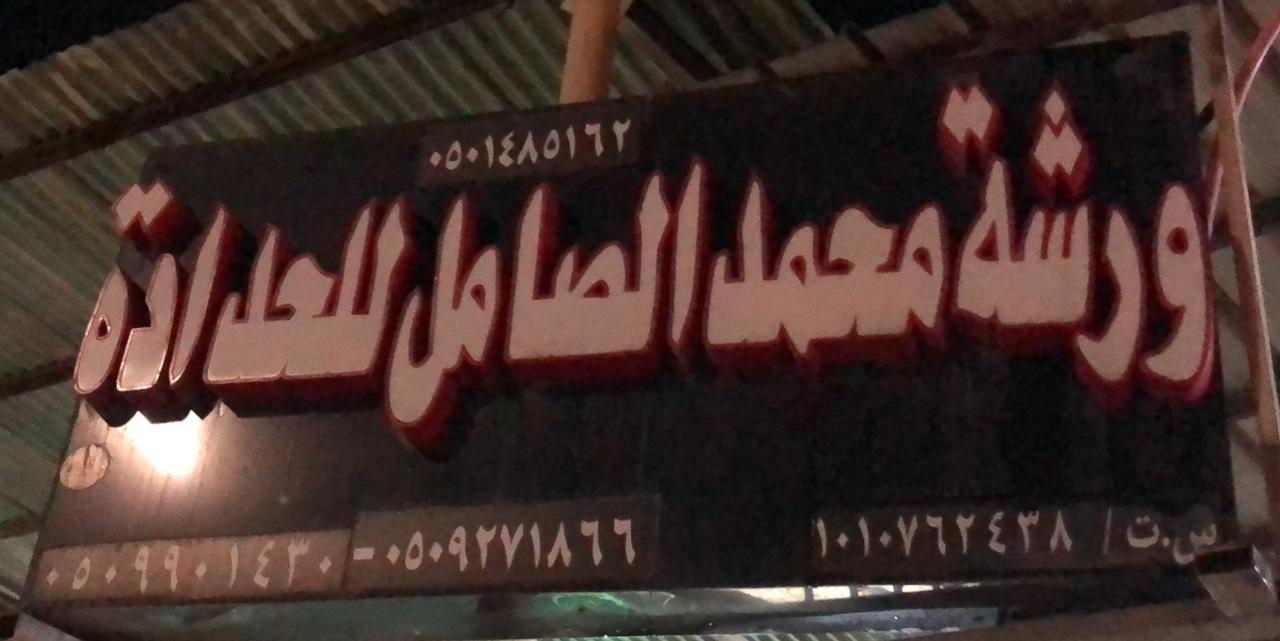 ٠٥٠١٤٨٥١٦٢
ورشة محمد الصامل للحدادة
س.ت / ١٠١٠٧٦٢٤٣٨
٠٥٠٩٢٧١٨٦٦ - ٠٥٠٩٩٠١٤٣٠